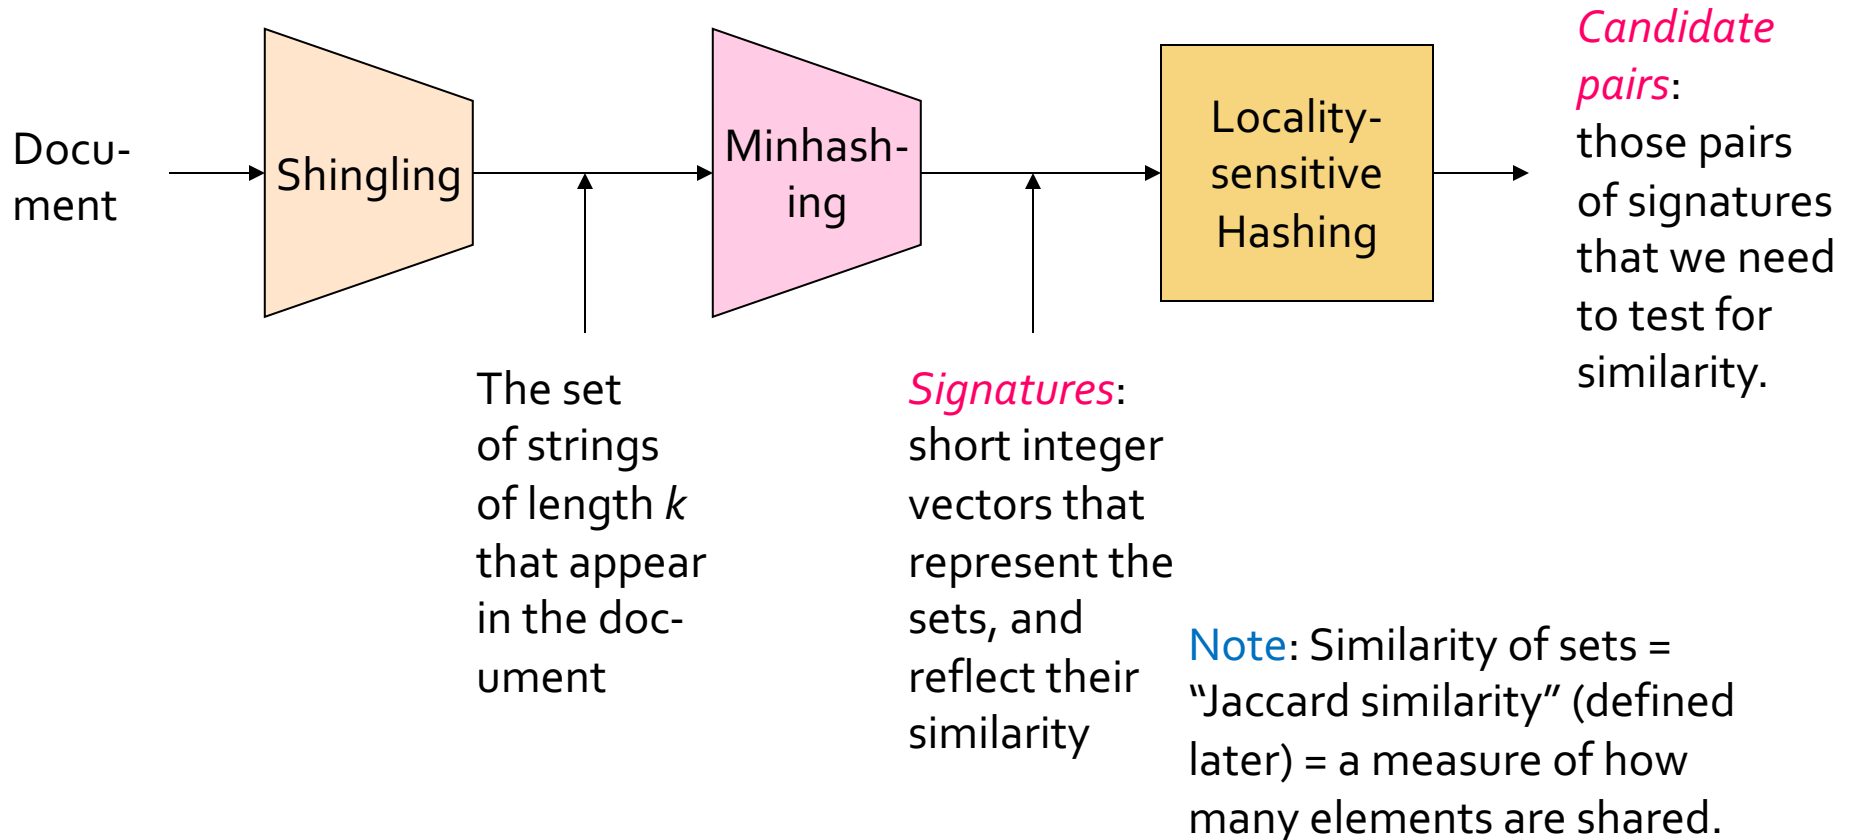 Docu-
ment
Shingling
Minhash-
ing
Locality-
sensitive
Hashing
Candidate
pairs:
those pairs
of signatures
that we need
to test for
similarity.
The set
of strings
of length k
that appear
in the doc-
ument
Signatures:
short integer
vectors that
represent the
sets, and
reflect their
similarity
Note: Similarity of sets =
“Jaccard similarity” (defined
later) = a measure of how
many elements are shared.